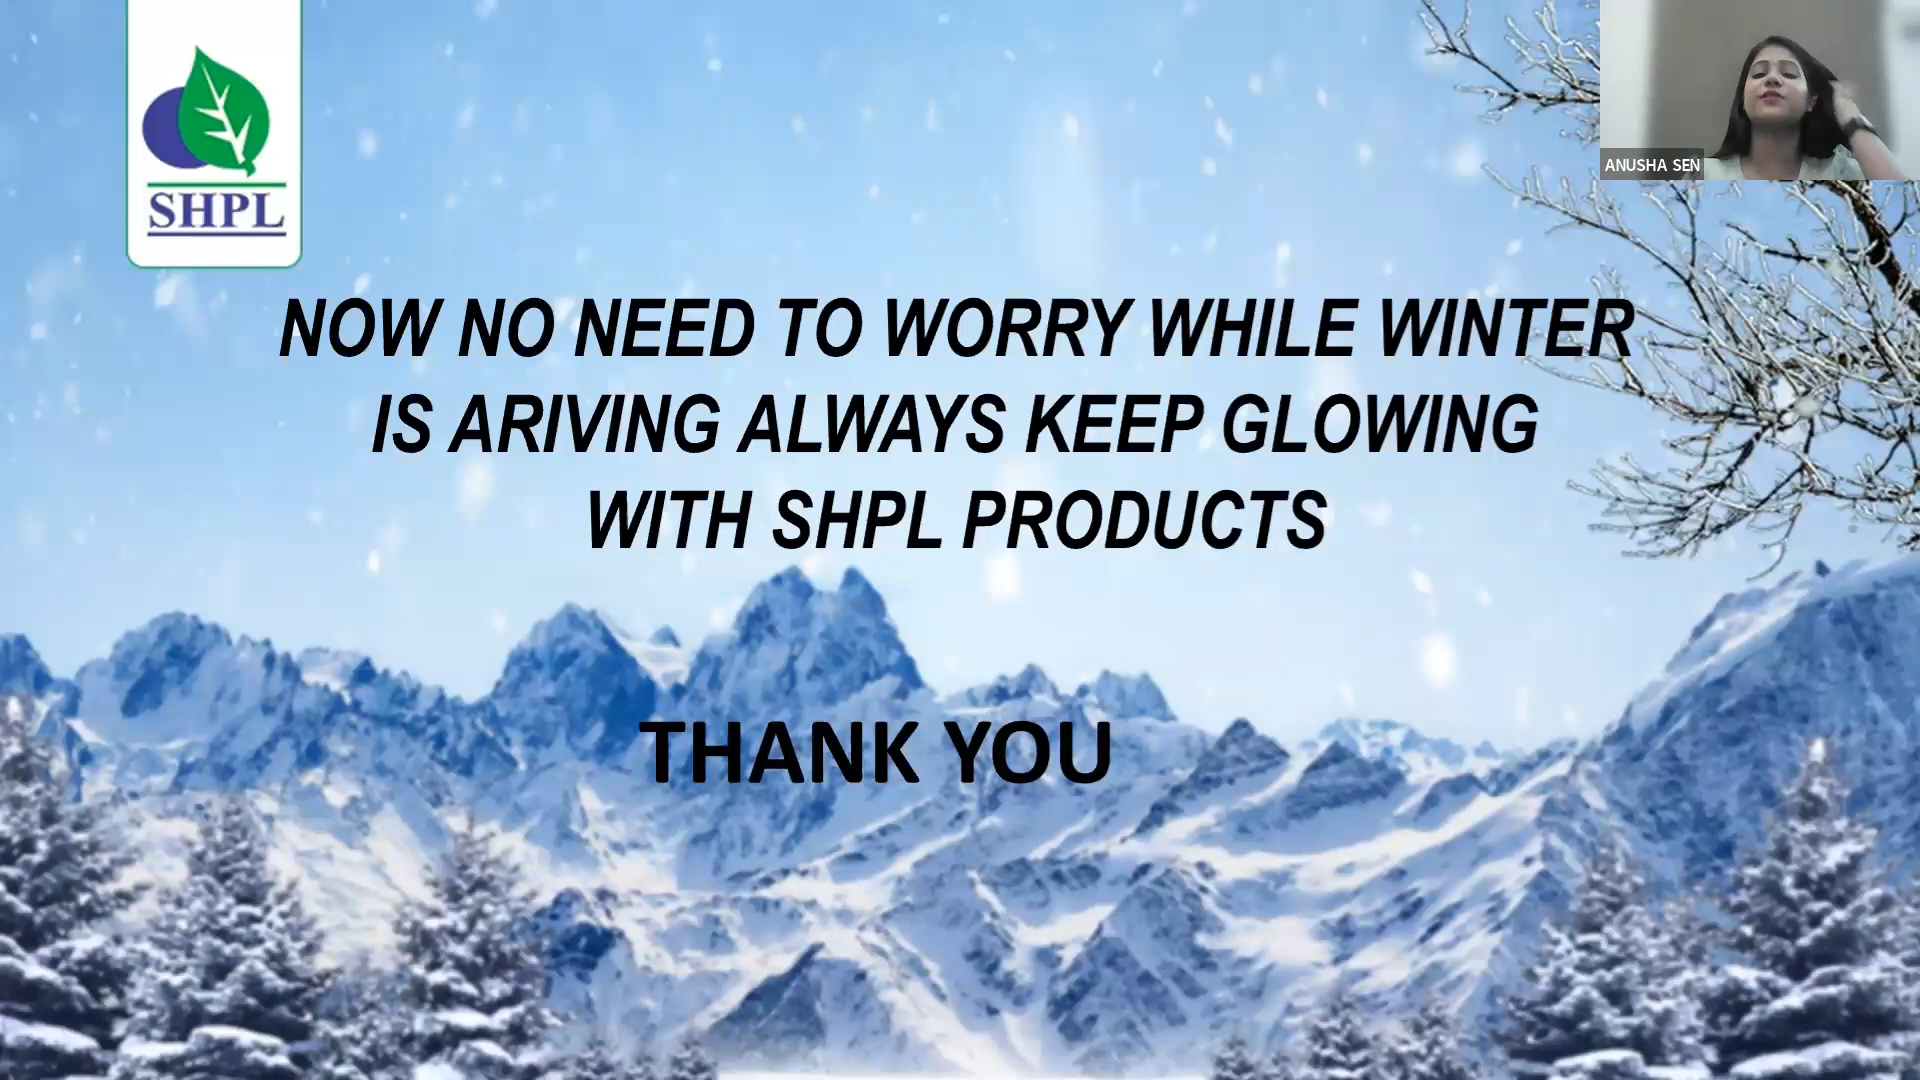 SHPL
ANUSHA SEN
NOW NO NEED TO WORRY WHILE WINTER
IS ARIVING ALWAYS KEEP GLOWING
WITH SHPL PRODUCTS
THANK YOU